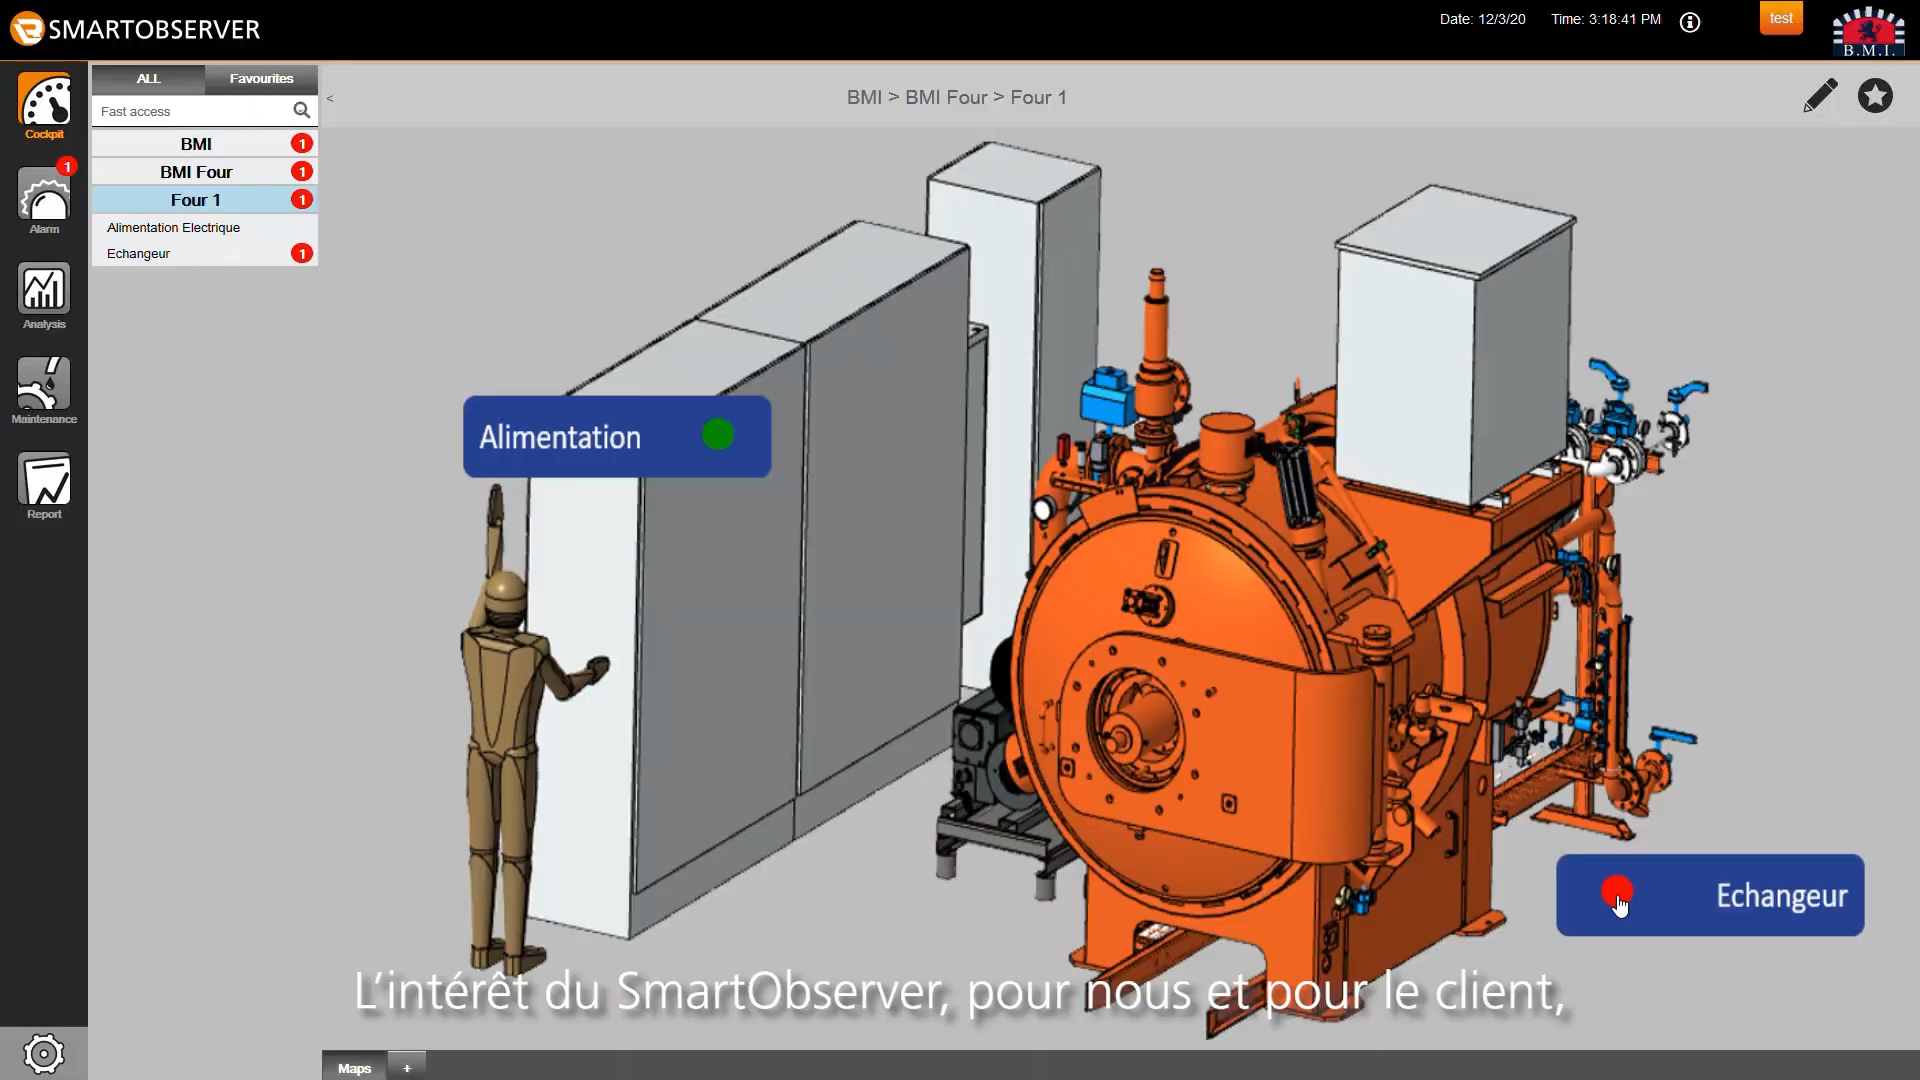 SMARTOBSERVER
Date: 12/3/20
Time: 3:18:41 PM
test
B.M.I.
Cockpit
1
Alarm
Analysis
Maintenance
Report
ALL
Favourites
Fast access
BMI 1
BMI Four 1
Four 1 1
Alimentation Electrique
Echangeur 1
<
BMI > BMI Four > Four 1
Alimentation
Echangeur
L'intérêt du SmartObserver, pour nous et pour le client,
Maps
+